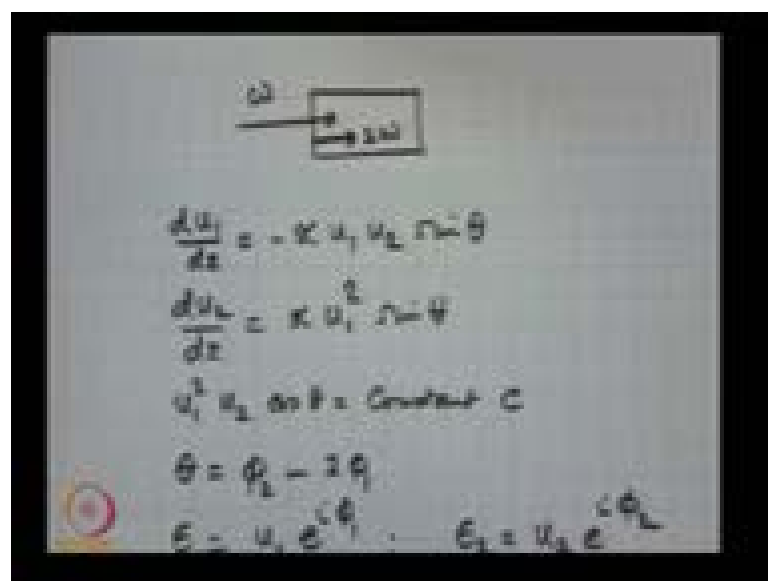 ω
2ω
du₁/dz = - κ u₁ u₂ sin θ
du₂/dz = κ u₁² sin θ
u₁² u₂ cos θ = Constant C
θ = φ₂ - 2φ₁
E₁ = u₁ e^{iφ₁} ; E₂ = u₂ e^{iφ₂}